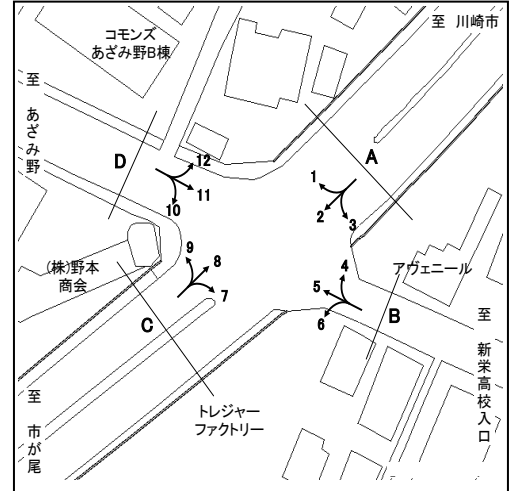 コモンズ
あざみ野B棟
至 川崎市
至 あざみ野
D
12
11
10
1
2
3
A
9
8
7
4
5
6
アヴェニール
(株)野本
商会
C
B
至 新栄高校入口
トレジャー
ファクトリー
至 市が尾